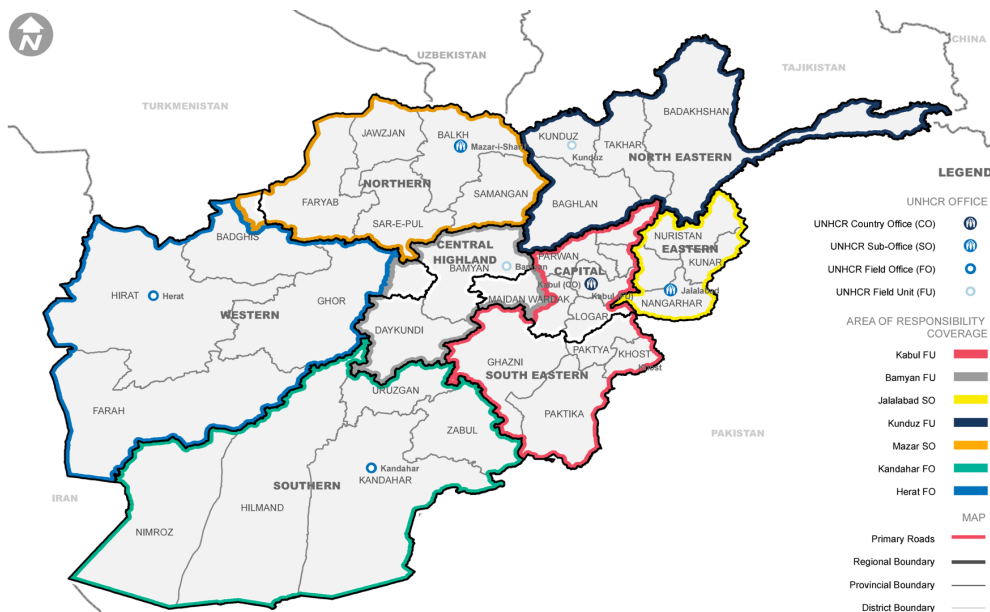 N
CHINA
UZBEKISTAN
TAJIKISTAN
TURKMENISTAN
BADAKHSHAN
JAWZJAN
BALKH
Mazar-i-Sharif
KUNDUZ
Kunduz
TAKHAR
NORTH EASTERN
NORTHERN
SAMANGAN
FARYAB
BAGHLAN
SAR-E-PUL
BADGHIS
CENTRAL
HIGHLAND
BAMYAN
Bamyan
PARWAN
CAPITAL
Kabul (CO)
Kabul (FU)
NURISTAN
EASTERN
KUNAR
Jalalabad
NANGARHAR
HIRAT
Herat
GHOR
WESTERN
MAIDAN WARDAK
LOGAR
DAYKUNDI
GHAZNI
PAKTYA
KHOST
SOUTH EASTERN
FARAH
URUZGAN
PAKTIKA
ZABUL
PAKISTAN
Kandahar
KANDAHAR
SOUTHERN
IRAN
HILMAND
NIMROZ
LEGEND
UNHCR OFFICE
UNHCR Country Office (CO)
UNHCR Sub-Office (SO)
UNHCR Field Office (FO)
UNHCR Field Unit (FU)
AREA OF RESPONSIBILITY
COVERAGE
Kabul FU
Bamyan FU
Jalalabad SO
Kunduz FU
Mazar SO
Kandahar FO
Herat FO
MAP
Primary Roads
Regional Boundary
Provincial Boundary
District Boundary